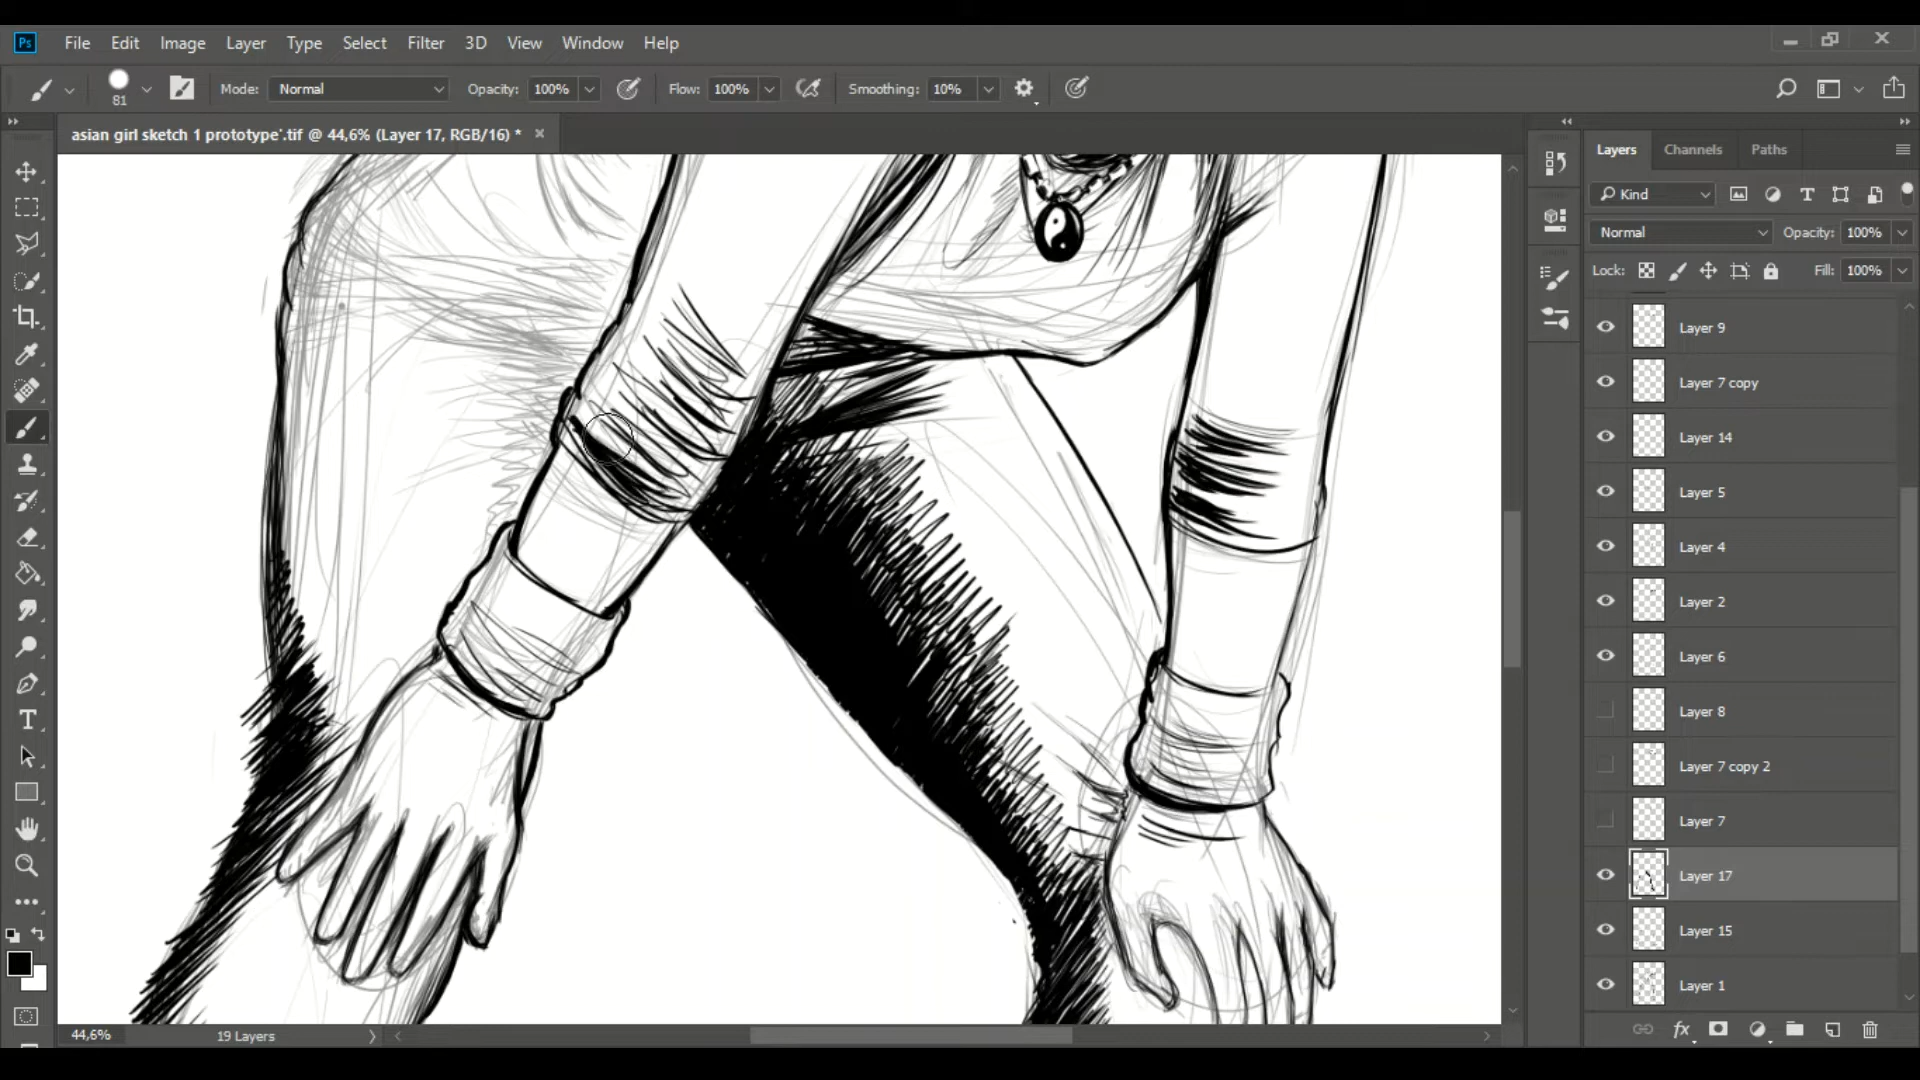 Ps File Edit Image Layer Type Select Filter 3D View Window Help
81 Mode: Normal Opacity: 100% Flow: 100% Smoothing: 10%
asian girl sketch 1 prototype'.tif @ 44,6% (Layer 17, RGB/16) *
Layers Channels Paths
Kind
Normal Opacity: 100%
Lock: Fill: 100%
Layer 9
Layer 7 copy
Layer 14
Layer 5
Layer 4
Layer 2
Layer 6
Layer 8
Layer 7 copy 2
Layer 7
Layer 17
Layer 15
Layer 1
44,6% 19 Layers
fx